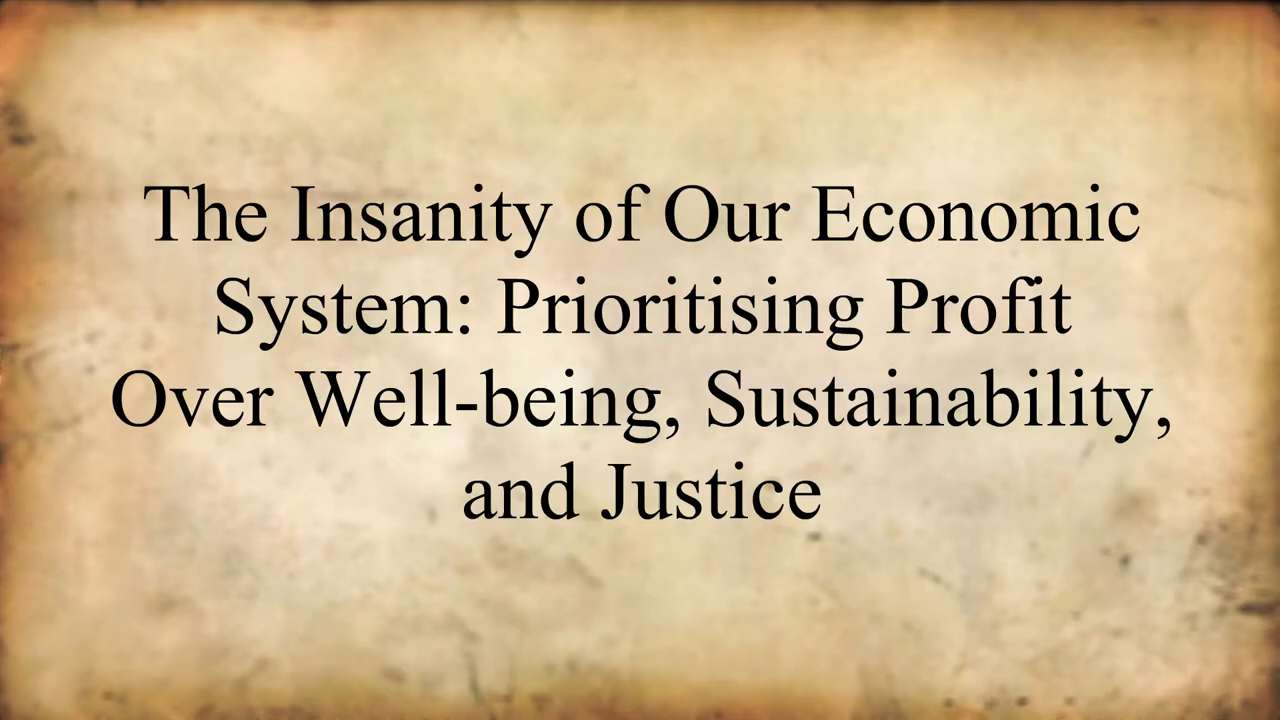 The Insanity of Our Economic
System: Prioritising Profit
Over Well-being, Sustainability,
and Justice